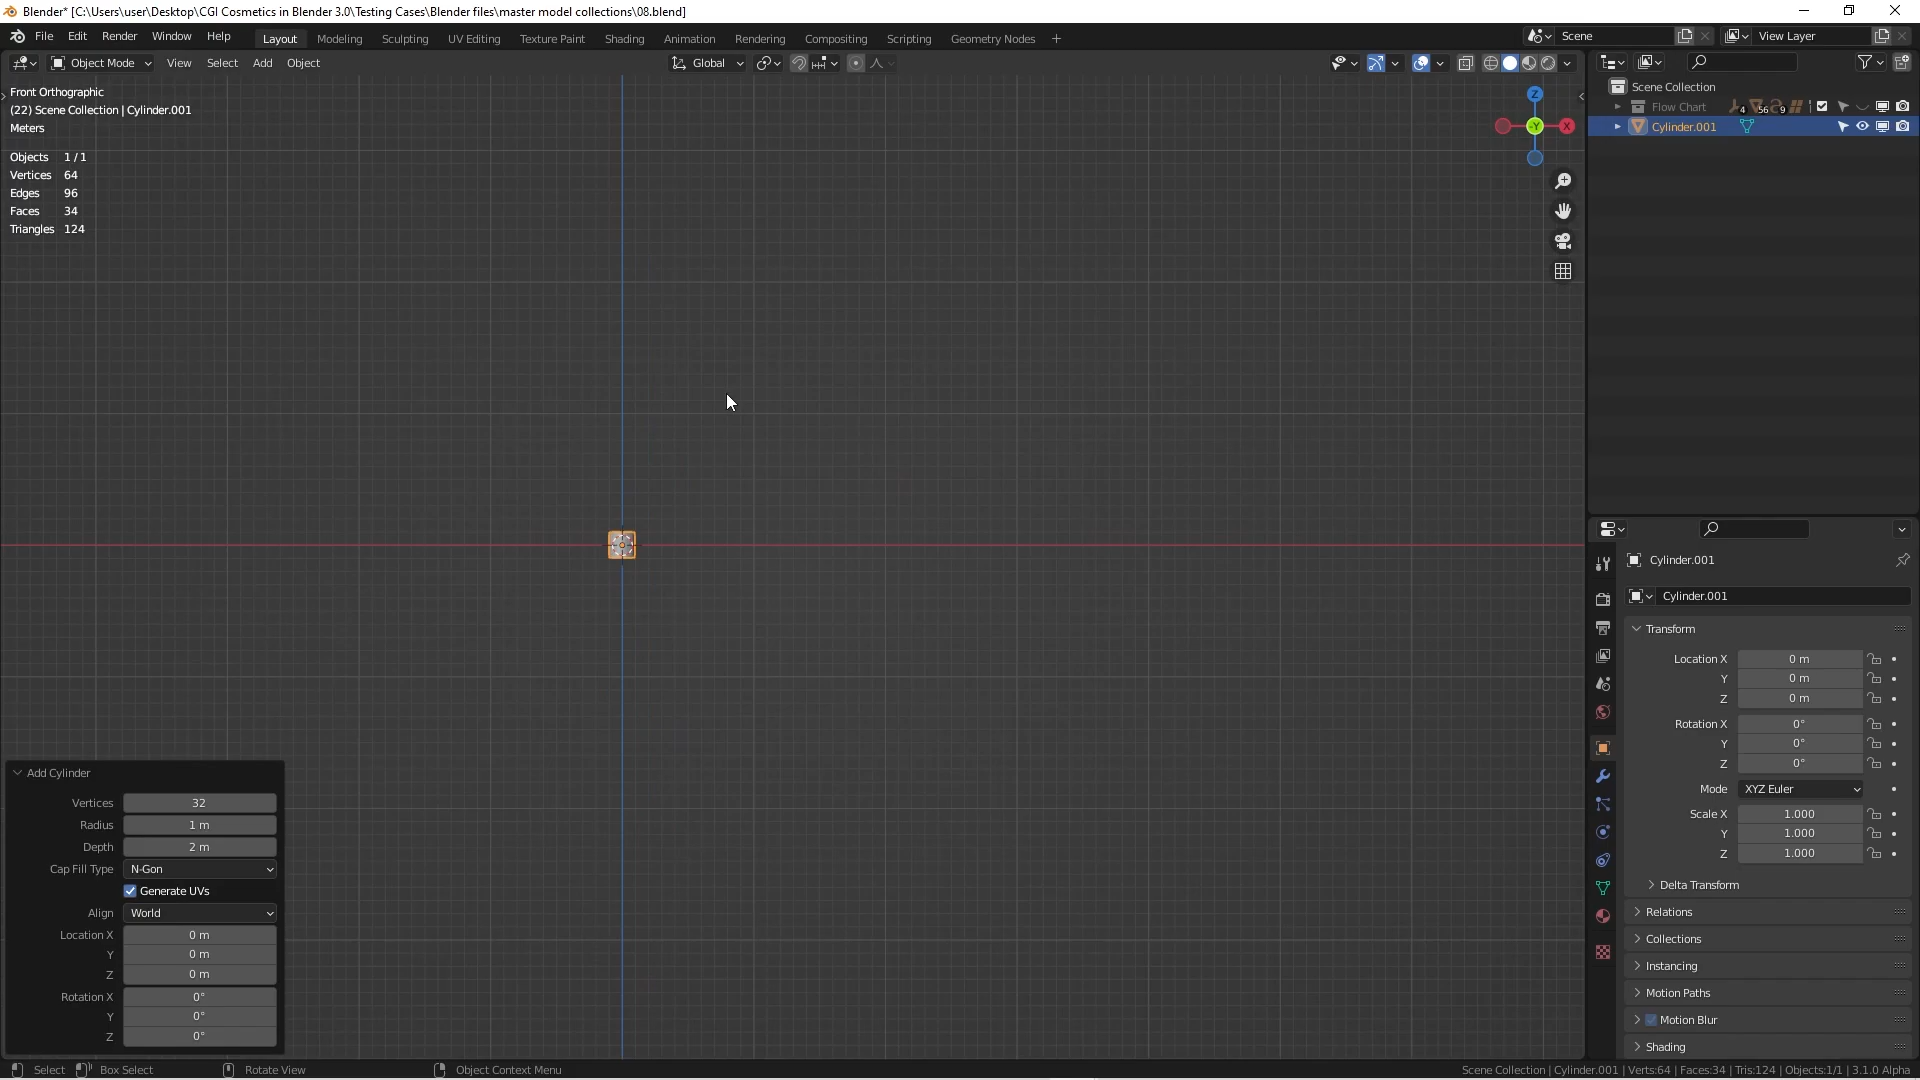 Blender* [C:\Users\user\Desktop\CGI Cosmetics in Blender 3.0\Testing Cases\Blender files\master model collections\08.blend]
File Edit Render Window Help Layout Modeling Sculpting UV Editing Texture Paint Shading Animation Rendering Compositing Scripting Geometry Nodes + Scene View Layer
Object Mode View Select Add Object Global
Front Orthographic
(22) Scene Collection | Cylinder.001
Meters
Objects 1 / 1
Vertices 64
Edges 96
Faces 34
Triangles 124
Z
-Y
X
Scene Collection
Flow Chart 4 56 9
Cylinder.001
Cylinder.001
Cylinder.001
Transform
Location X 0 m
Y 0 m
Z 0 m
Rotation X 0°
Y 0°
Z 0°
Mode XYZ Euler
Scale X 1.000
Y 1.000
Z 1.000
Delta Transform
Relations
Collections
Instancing
Motion Paths
Motion Blur
Shading
Add Cylinder
Vertices 32
Radius 1 m
Depth 2 m
Cap Fill Type N-Gon
Generate UVs
Align World
Location X 0 m
Y 0 m
Z 0 m
Rotation X 0°
Y 0°
Z 0°
Select Box Select Rotate View Object Context Menu Scene Collection | Cylinder.001 | Verts:64 | Faces:34 | Tris:124 | Objects:1/1 | 3.1.0 Alpha